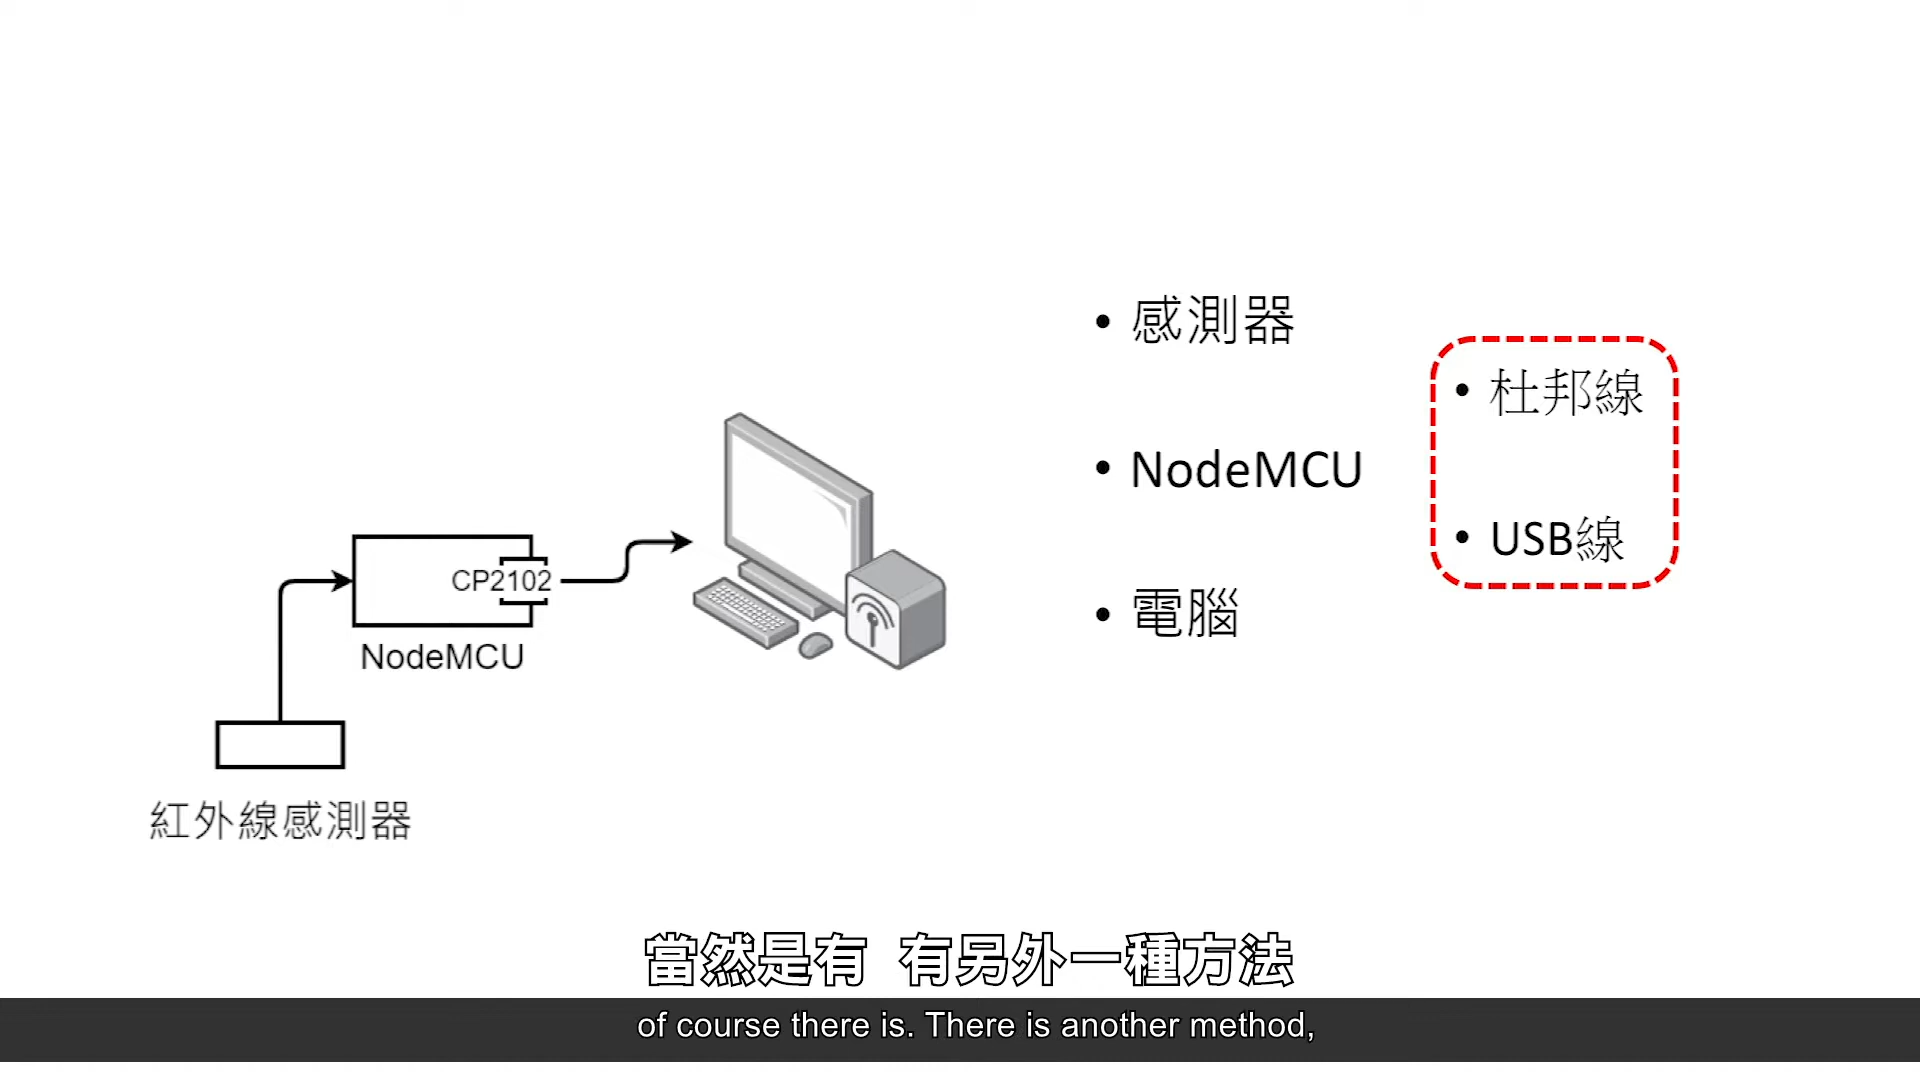 • 感測器
• 杜邦線
• NodeMCU
• USB線
• 電腦
CP2102
NodeMCU
紅外線感測器
當然是有 有另外一種方法
of course there is. There is another method,